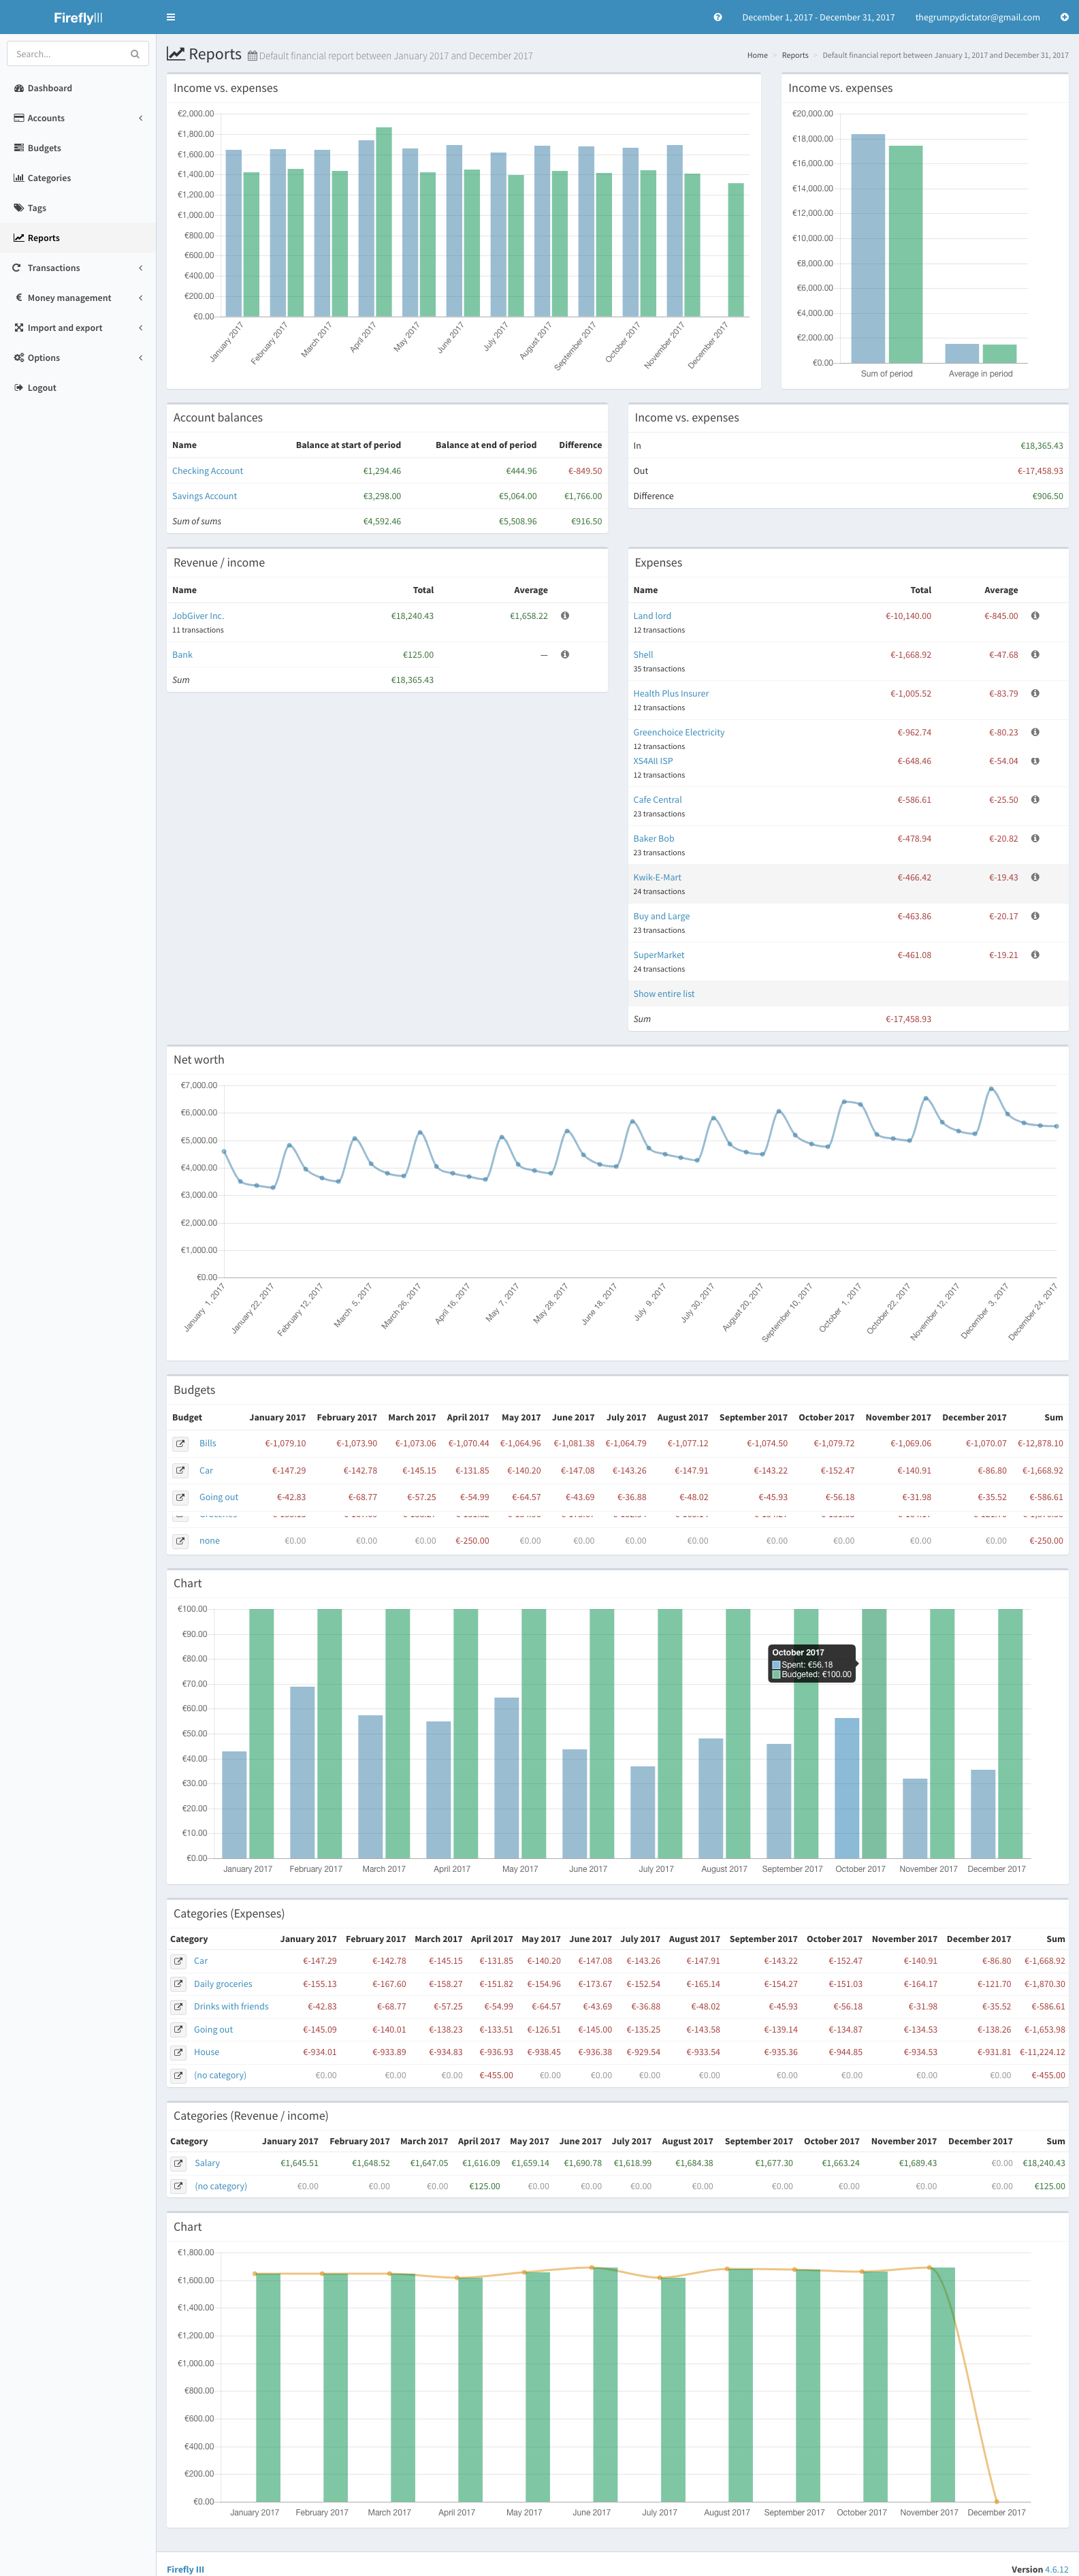 FireflyIII
December 1, 2017 - December 31, 2017 thegrumpydictator@gmail.com
Search...
Dashboard
Accounts
Budgets
Categories
Tags
Reports
Transactions
Money management
Import and export
Options
Logout
Reports Default financial report between January 2017 and December 2017
Home > Reports > Default financial report between January 1, 2017 and December 31, 2017
Income vs. expenses
€2,000.00
€1,800.00
€1,600.00
€1,400.00
€1,200.00
€1,000.00
€800.00
€600.00
€400.00
€200.00
€0.00
January 2017 February 2017 March 2017 April 2017 May 2017 June 2017 July 2017 August 2017 September 2017 October 2017 November 2017 December 2017
Income vs. expenses
€20,000.00
€18,000.00
€16,000.00
€14,000.00
€12,000.00
€10,000.00
€8,000.00
€6,000.00
€4,000.00
€2,000.00
€0.00
Sum of period Average in period
Account balances
Name Balance at start of period Balance at end of period Difference
Checking Account €1,294.46 €444.96 €-849.50
Savings Account €3,298.00 €5,064.00 €1,766.00
Sum of sums €4,592.46 €5,508.96 €916.50
Income vs. expenses
In €18,365.43
Out €-17,458.93
Difference €906.50
Revenue / income
Name Total Average
JobGiver Inc. €18,240.43 €1,658.22
11 transactions
Bank €125.00 —
Sum €18,365.43
Expenses
Name Total Average
Land lord €-10,140.00 €-845.00
12 transactions
Shell €-1,668.92 €-47.68
35 transactions
Health Plus Insurer €-1,005.52 €-83.79
12 transactions
Greenchoice Electricity €-962.74 €-80.23
12 transactions
XS4All ISP €-648.46 €-54.04
12 transactions
Cafe Central €-586.61 €-25.50
23 transactions
Baker Bob €-478.94 €-20.82
23 transactions
Kwik-E-Mart €-466.42 €-19.43
24 transactions
Buy and Large €-463.86 €-20.17
23 transactions
SuperMarket €-461.08 €-19.21
24 transactions
Show entire list
Sum €-17,458.93
Net worth
€7,000.00
€6,000.00
€5,000.00
€4,000.00
€3,000.00
€2,000.00
€1,000.00
€0.00
January 1, 2017 January 22, 2017 February 12, 2017 March 5, 2017 March 26, 2017 April 16, 2017 May 7, 2017 May 28, 2017 June 18, 2017 July 9, 2017 July 30, 2017 August 20, 2017 September 10, 2017 October 1, 2017 October 22, 2017 November 12, 2017 December 3, 2017 December 24, 2017
Budgets
Budget January 2017 February 2017 March 2017 April 2017 May 2017 June 2017 July 2017 August 2017 September 2017 October 2017 November 2017 December 2017 Sum
Bills €-1,079.10 €-1,073.90 €-1,073.06 €-1,070.44 €-1,064.96 €-1,081.38 €-1,064.79 €-1,077.12 €-1,074.50 €-1,079.72 €-1,069.06 €-1,070.07 €-12,878.10
Car €-147.29 €-142.78 €-145.15 €-131.85 €-140.20 €-147.08 €-143.26 €-147.91 €-143.22 €-152.47 €-140.91 €-86.80 €-1,668.92
Going out €-42.83 €-68.77 €-57.25 €-54.99 €-64.57 €-43.69 €-36.88 €-48.02 €-45.93 €-56.18 €-31.98 €-35.52 €-586.61
none €0.00 €0.00 €0.00 €-250.00 €0.00 €0.00 €0.00 €0.00 €0.00 €0.00 €0.00 €0.00 €-250.00
Chart
€100.00
€90.00
€80.00
€70.00
€60.00
€50.00
€40.00
€30.00
€20.00
€10.00
€0.00
October 2017
Spent: €56.18
Budgeted: €100.00
January 2017 February 2017 March 2017 April 2017 May 2017 June 2017 July 2017 August 2017 September 2017 October 2017 November 2017 December 2017
Categories (Expenses)
Category January 2017 February 2017 March 2017 April 2017 May 2017 June 2017 July 2017 August 2017 September 2017 October 2017 November 2017 December 2017 Sum
Car €-147.29 €-142.78 €-145.15 €-131.85 €-140.20 €-147.08 €-143.26 €-147.91 €-143.22 €-152.47 €-140.91 €-86.80 €-1,668.92
Daily groceries €-155.13 €-167.60 €-158.27 €-151.82 €-154.96 €-173.67 €-152.54 €-165.14 €-154.27 €-151.03 €-164.17 €-121.70 €-1,870.30
Drinks with friends €-42.83 €-68.77 €-57.25 €-54.99 €-64.57 €-43.69 €-36.88 €-48.02 €-45.93 €-56.18 €-31.98 €-35.52 €-586.61
Going out €-145.09 €-140.01 €-138.23 €-133.51 €-126.51 €-145.00 €-135.25 €-143.58 €-139.14 €-134.87 €-134.53 €-138.26 €-1,653.98
House €-934.01 €-933.89 €-934.83 €-936.93 €-938.45 €-936.38 €-929.54 €-933.54 €-935.36 €-944.85 €-934.53 €-931.81 €-11,224.12
(no category) €0.00 €0.00 €0.00 €-455.00 €0.00 €0.00 €0.00 €0.00 €0.00 €0.00 €0.00 €0.00 €-455.00
Categories (Revenue / income)
Category January 2017 February 2017 March 2017 April 2017 May 2017 June 2017 July 2017 August 2017 September 2017 October 2017 November 2017 December 2017 Sum
Salary €1,645.51 €1,648.52 €1,647.05 €1,616.09 €1,659.14 €1,690.78 €1,618.99 €1,684.38 €1,677.30 €1,663.24 €1,689.43 €0.00 €18,240.43
(no category) €0.00 €0.00 €0.00 €125.00 €0.00 €0.00 €0.00 €0.00 €0.00 €0.00 €0.00 €0.00 €125.00
Chart
€1,800.00
€1,600.00
€1,400.00
€1,200.00
€1,000.00
€800.00
€600.00
€400.00
€200.00
€0.00
January 2017 February 2017 March 2017 April 2017 May 2017 June 2017 July 2017 August 2017 September 2017 October 2017 November 2017 December 2017
Firefly III Version 4.6.12